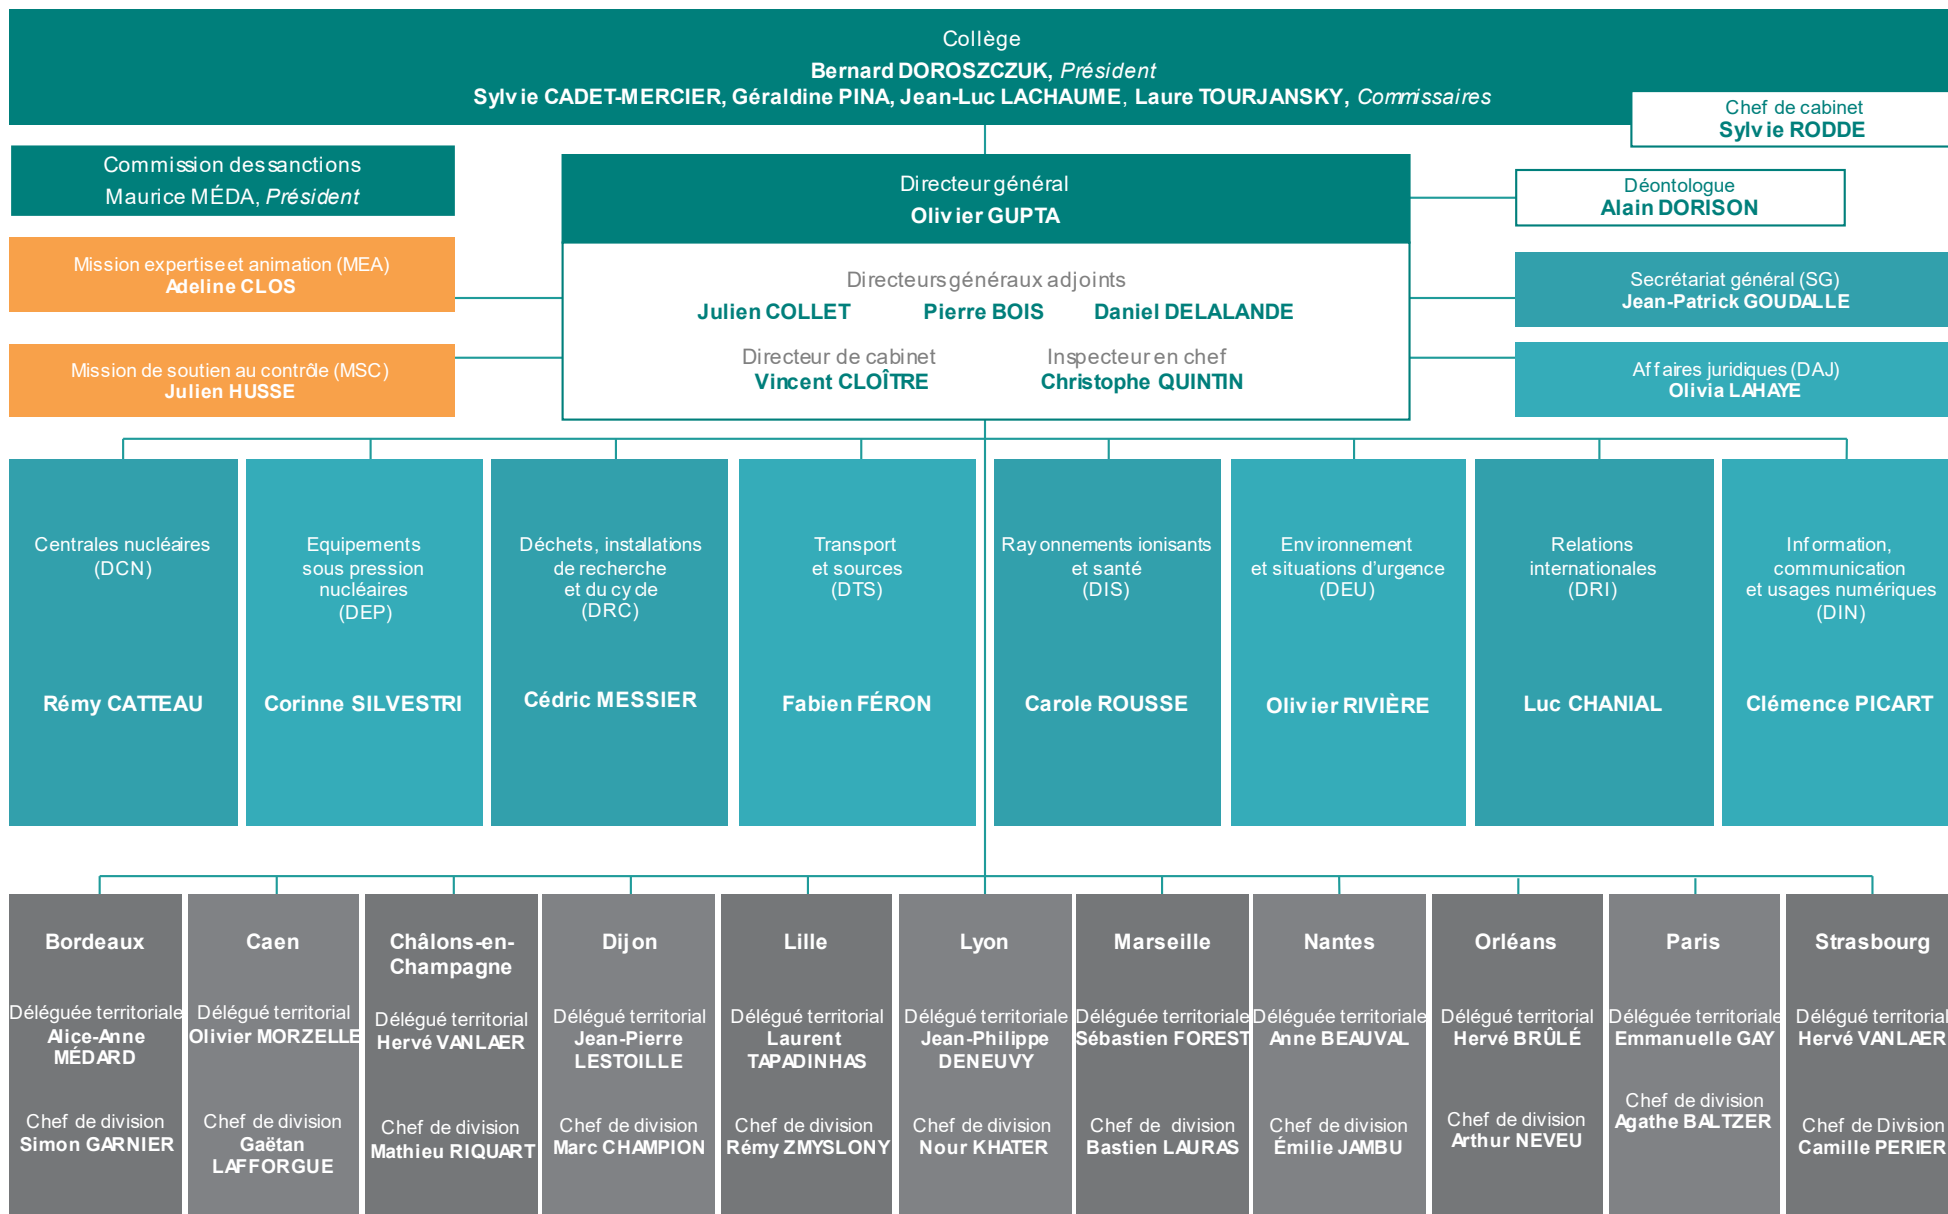 Collège
Bernard DOROSZCZUK, Président
Sylvie CADET-MERCIER, Géraldine PINA, Jean-Luc LACHAUME, Laure TOURJANSKY, Commissaires
Chef de cabinet
Sylvie RODDE
Commission des sanctions
Maurice MÉDA, Président
Directeur général
Olivier GUPTA
Déontologue
Alain DORISON
Mission expertise et animation (MEA)
Adeline CLOS
Directeurs généraux adjoints
Julien COLLET Pierre BOIS Daniel DELALANDE
Secrétariat général (SG)
Jean-Patrick GOUDALLE
Mission de soutien au contrôle (MSC)
Julien HUSSE
Directeur de cabinet
Vincent CLOÎTRE
Inspecteur en chef
Christophe QUINTIN
Affaires juridiques (DAJ)
Olivia LAHAYE
Centrales nucléaires
(DCN)
Rémy CATTEAU
Equipements
sous pression
nucléaires
(DEP)
Corinne SILVESTRI
Déchets, installations
de recherche
et du cycle
(DRC)
Cédric MESSIER
Transport
et sources
(DTS)
Fabien FÉRON
Rayonnements ionisants
et santé
(DIS)
Carole ROUSSE
Environnement
et situations d'urgence
(DEU)
Olivier RIVIÈRE
Relations
internationales
(DRI)
Luc CHANIAL
Information,
communication
et usages numériques
(DIN)
Clémence PICART
Bordeaux
Déléguée territoriale
Alice-Anne
MÉDARD
Chef de division
Simon GARNIER
Caen
Délégué territorial
Olivier MORZELLE
Chef de division
Gaëtan
LAFFORGUE
Châlons-en-
Champagne
Délégué territorial
Hervé VANLAER
Chef de division
Mathieu RIQUART
Dijon
Délégué territorial
Jean-Pierre
LESTOILLE
Chef de division
Marc CHAMPION
Lille
Délégué territorial
Laurent
TAPADINHAS
Chef de division
Rémy ZMYSLONY
Lyon
Délégué territoriale
Jean-Philippe
DENEUVY
Chef de division
Nour KHATER
Marseille
Déléguée territoriale
Sébastien FOREST
Chef de division
Bastien LAURAS
Nantes
Déléguée territoriale
Anne BEAUVAL
Chef de division
Émilie JAMBU
Orléans
Délégué territorial
Hervé BRÛLÉ
Chef de division
Arthur NEVEU
Paris
Déléguée territoriale
Emmanuelle GAY
Chef de division
Agathe BALTZER
Strasbourg
Délégué territorial
Hervé VANLAER
Chef de Division
Camille PERIER